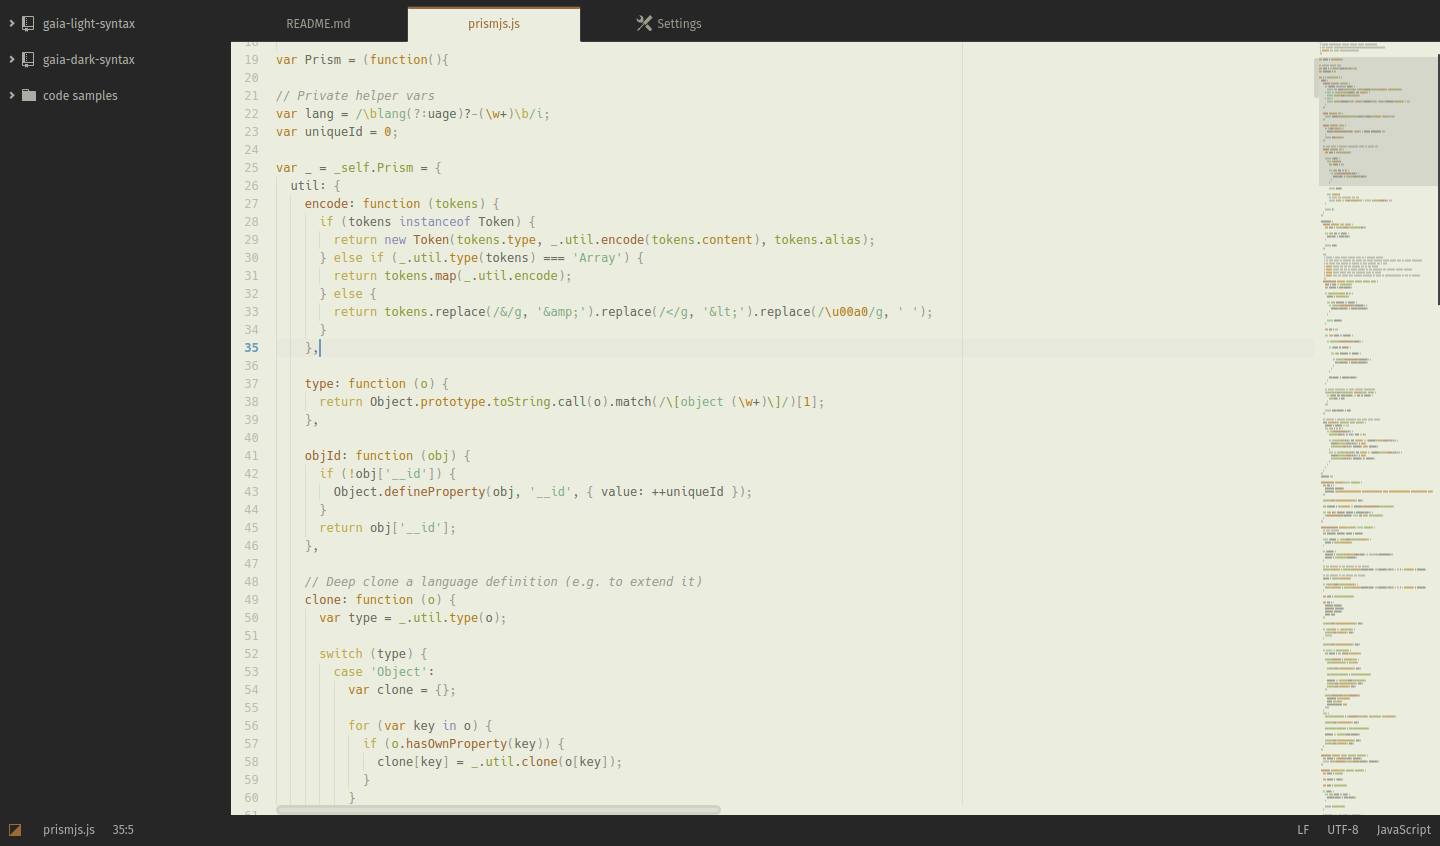 README.md
prismjs.js
Settings
gaia-light-syntax
gaia-dark-syntax
code samples
18
19 var Prism = (function(){
20
21 // Private helper vars
22 var lang = /\blang(?:uage)?-(\w+)\b/i;
23 var uniqueId = 0;
24
25 var _ = _self.Prism = {
26 util: {
27 encode: function (tokens) {
28 if (tokens instanceof Token) {
29 return new Token(tokens.type, _.util.encode(tokens.content), tokens.alias);
30 } else if (_.util.type(tokens) === 'Array') {
31 return tokens.map(_.util.encode);
32 } else {
33 return tokens.replace(/&/g, '&amp;').replace(/</g, '&lt;').replace(/\u00a0/g, ' ');
34 }
35 },
36
37 type: function (o) {
38 return Object.prototype.toString.call(o).match(/\[object (\w+)\]/)[1];
39 },
40
41 objId: function (obj) {
42 if (!obj['__id']) {
43 Object.defineProperty(obj, '__id', { value: ++uniqueId });
44 }
45 return obj['__id'];
46 },
47
48 // Deep clone a language definition (e.g. to extend it)
49 clone: function (o) {
50 var type = _.util.type(o);
51
52 switch (type) {
53 case 'Object':
54 var clone = {};
55
56 for (var key in o) {
57 if (o.hasOwnProperty(key)) {
58 clone[key] = _.util.clone(o[key]);
59 }
60 }
61
prismjs.js 35:5 LF UTF-8 JavaScript